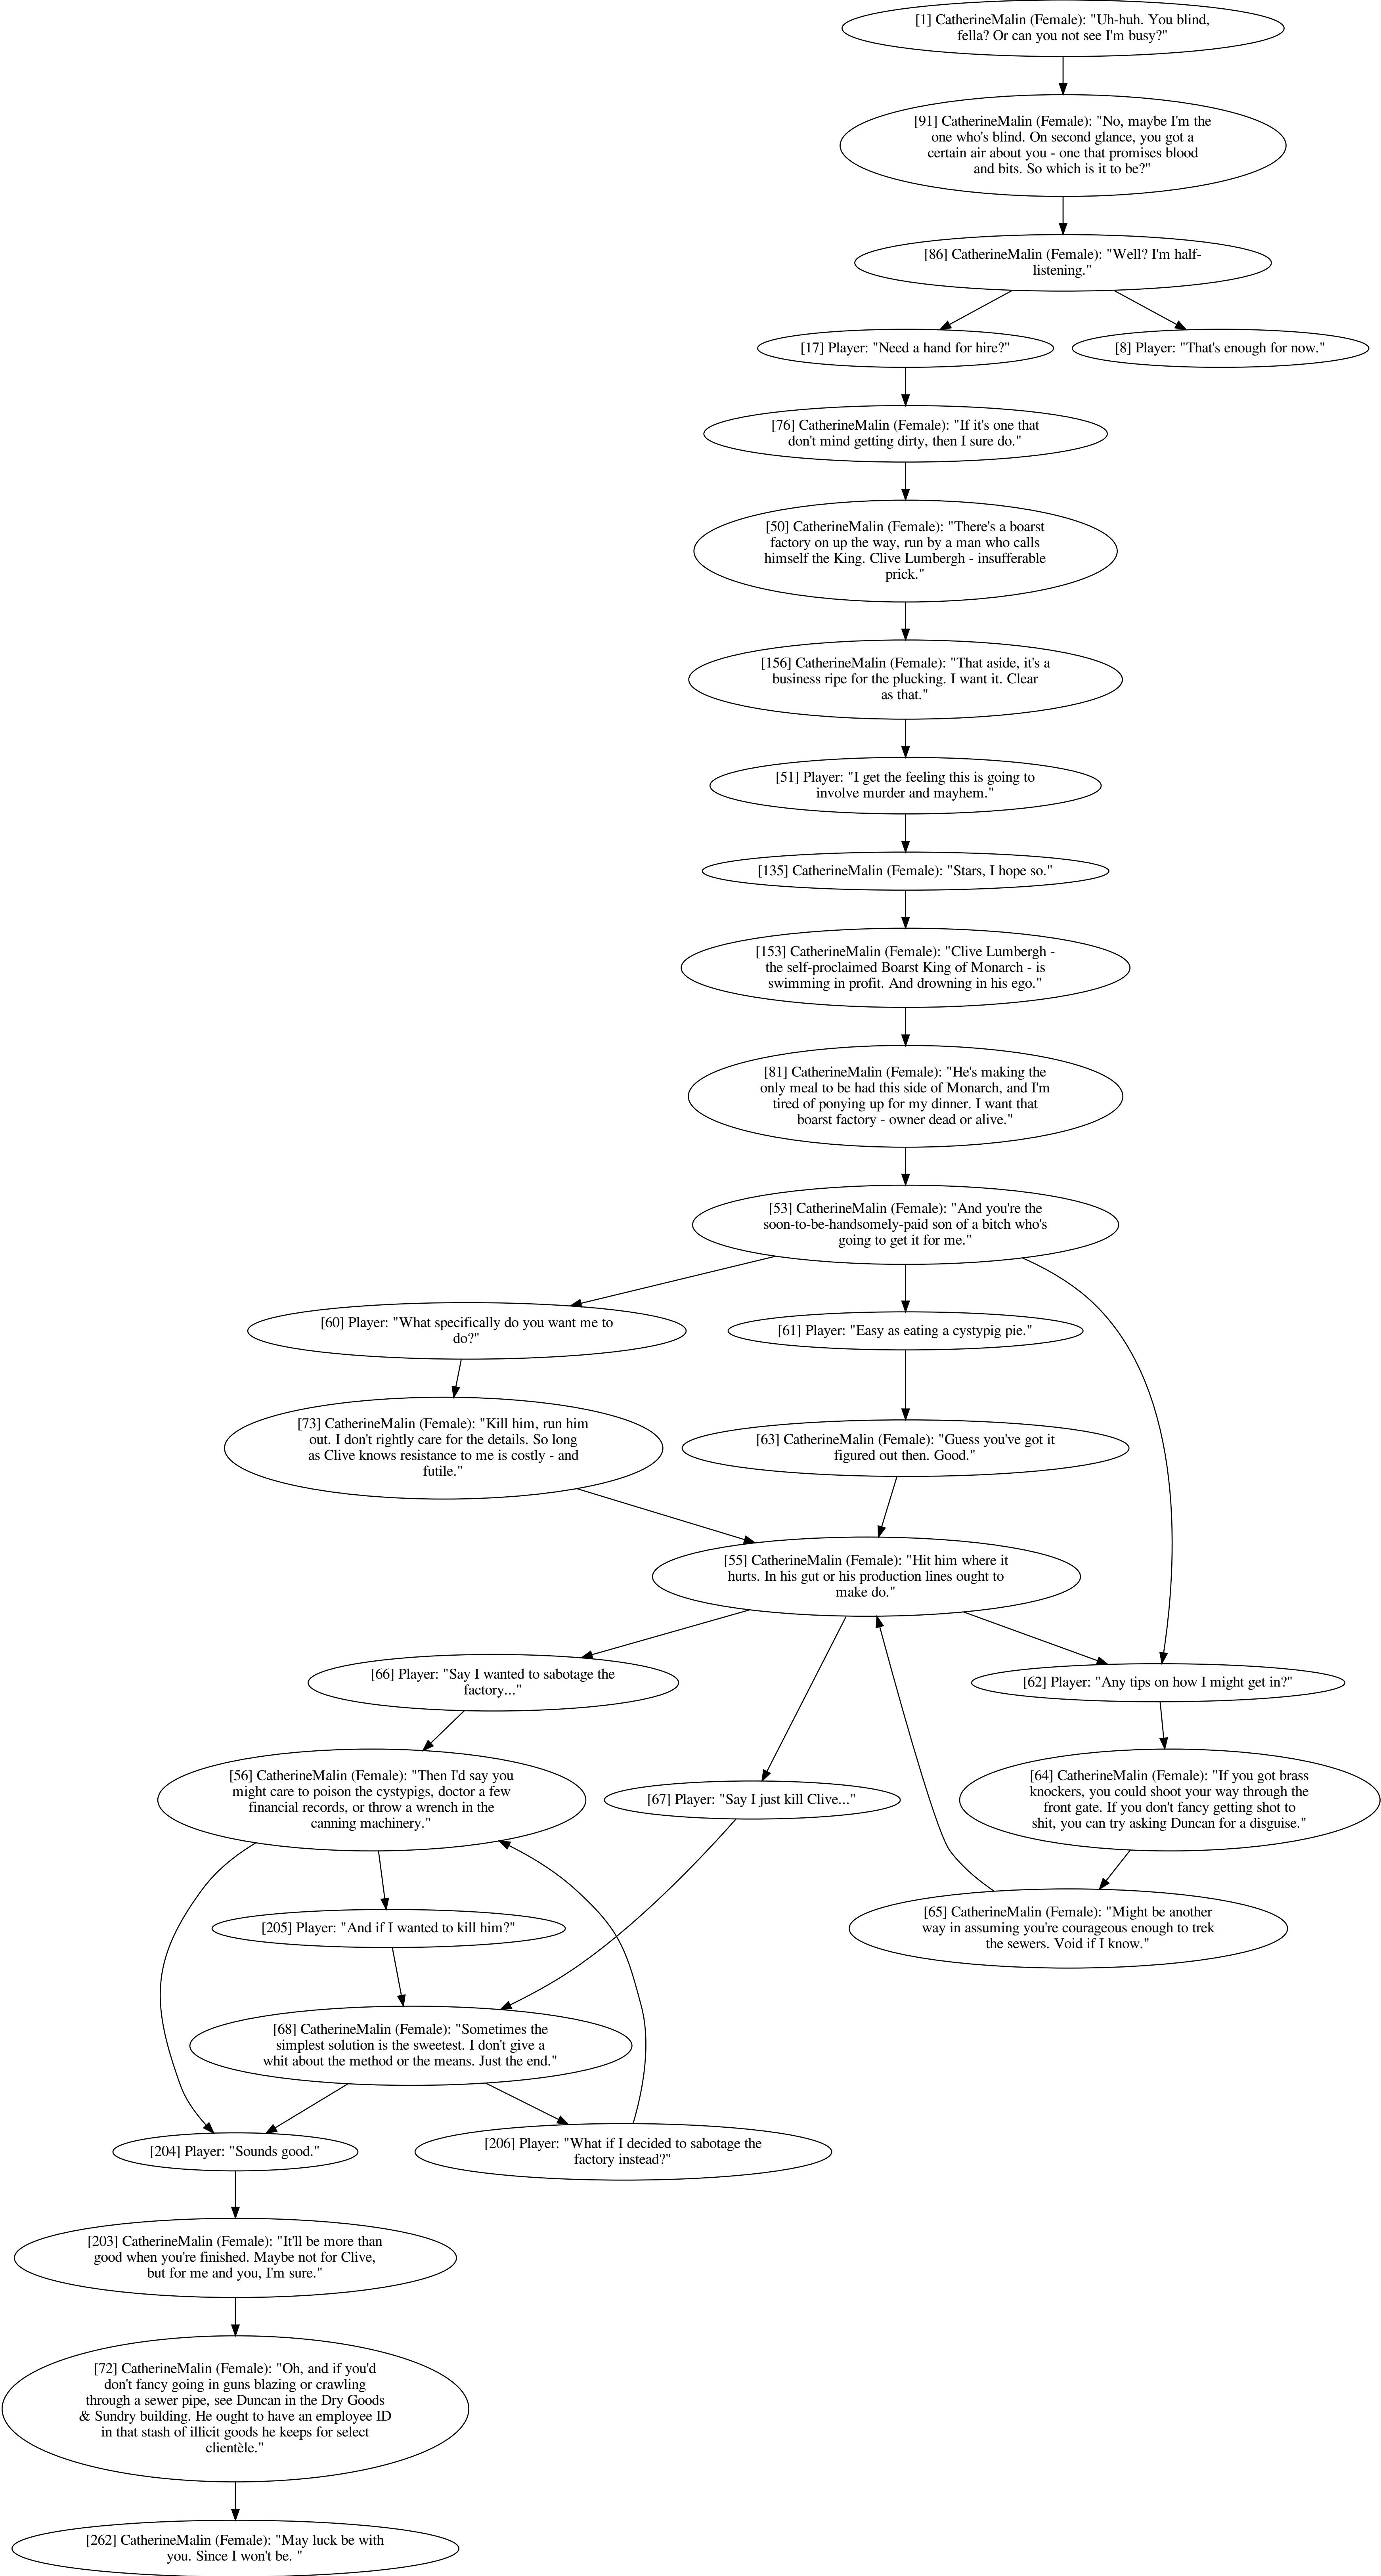 [1] CatherineMalin (Female): "Uh-huh. You blind,
fella? Or can you not see I'm busy?"
[91] CatherineMalin (Female): "No, maybe I'm the
one who's blind. On second glance, you got a
certain air about you - one that promises blood
and bits. So which is it to be?"
[86] CatherineMalin (Female): "Well? I'm half-
listening."
[17] Player: "Need a hand for hire?"
[8] Player: "That's enough for now."
[76] CatherineMalin (Female): "If it's one that
don't mind getting dirty, then I sure do."
[50] CatherineMalin (Female): "There's a boarst
factory on up the way, run by a man who calls
himself the King. Clive Lumbergh - insufferable
prick."
[156] CatherineMalin (Female): "That aside, it's a
business ripe for the plucking. I want it. Clear
as that."
[51] Player: "I get the feeling this is going to
involve murder and mayhem."
[135] CatherineMalin (Female): "Stars, I hope so."
[153] CatherineMalin (Female): "Clive Lumbergh -
the self-proclaimed Boarst King of Monarch - is
swimming in profit. And drowning in his ego."
[81] CatherineMalin (Female): "He's making the
only meal to be had this side of Monarch, and I'm
tired of ponying up for my dinner. I want that
boarst factory - owner dead or alive."
[53] CatherineMalin (Female): "And you're the
soon-to-be-handsomely-paid son of a bitch who's
going to get it for me."
[60] Player: "What specifically do you want me to
do?"
[61] Player: "Easy as eating a cystypig pie."
[73] CatherineMalin (Female): "Kill him, run him
out. I don't rightly care for the details. So long
as Clive knows resistance to me is costly - and
futile."
[63] CatherineMalin (Female): "Guess you've got it
figured out then. Good."
[55] CatherineMalin (Female): "Hit him where it
hurts. In his gut or his production lines ought to
make do."
[66] Player: "Say I wanted to sabotage the
factory..."
[62] Player: "Any tips on how I might get in?"
[56] CatherineMalin (Female): "Then I'd say you
might care to poison the cystypigs, doctor a few
financial records, or throw a wrench in the
canning machinery."
[67] Player: "Say I just kill Clive..."
[64] CatherineMalin (Female): "If you got brass
knockers, you could shoot your way through the
front gate. If you don't fancy getting shot to
shit, you can try asking Duncan for a disguise."
[205] Player: "And if I wanted to kill him?"
[65] CatherineMalin (Female): "Might be another
way in assuming you're courageous enough to trek
the sewers. Void if I know."
[68] CatherineMalin (Female): "Sometimes the
simplest solution is the sweetest. I don't give a
whit about the method or the means. Just the end."
[204] Player: "Sounds good."
[206] Player: "What if I decided to sabotage the
factory instead?"
[203] CatherineMalin (Female): "It'll be more than
good when you're finished. Maybe not for Clive,
but for me and you, I'm sure."
[72] CatherineMalin (Female): "Oh, and if you'd
don't fancy going in guns blazing or crawling
through a sewer pipe, see Duncan in the Dry Goods
& Sundry building. He ought to have an employee ID
in that stash of illicit goods he keeps for select
clientèle."
[262] CatherineMalin (Female): "May luck be with
you. Since I won't be. "